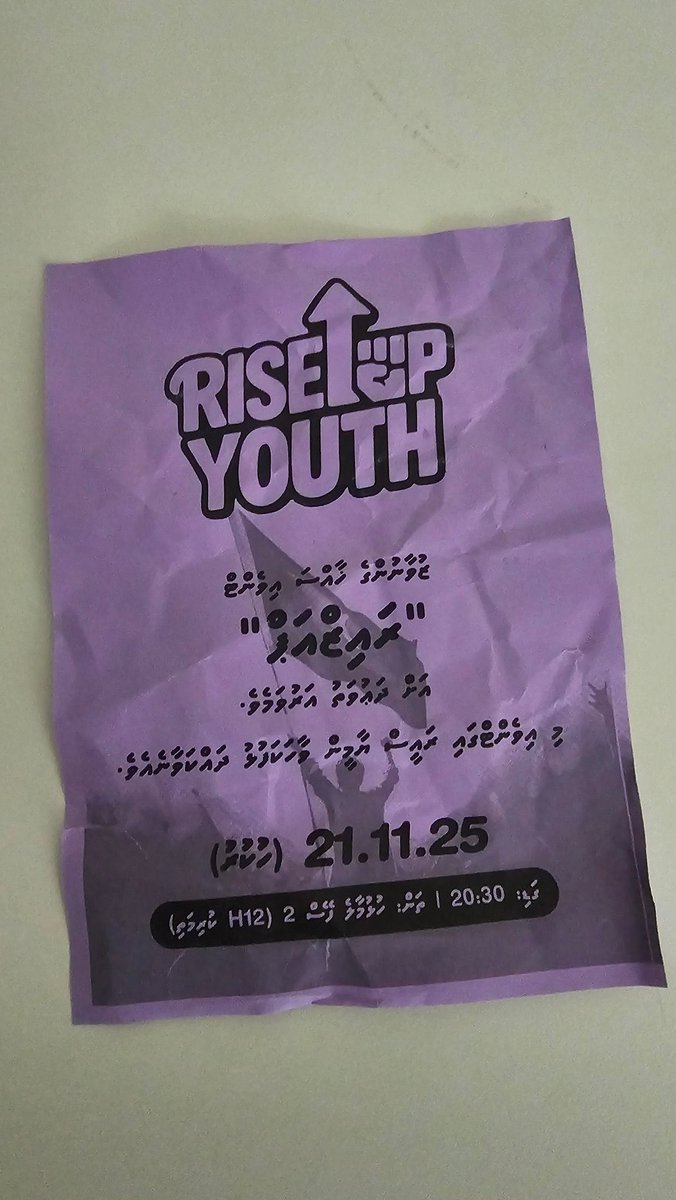 RISE UP
YOUTH
ޒުވާނުންގެ ޚާއްޞަ އިވެންޓް
"ރައިޒްއަޕް"
އަށް ދަޢުވަތު އަރުވަމެވެ.
މި އިވެންޓްގައި ރައީސް ޔާމީން ވާހަކަފުޅު ދައްކަވާނެއެވެ.
21.11.25 (ހުކުރު)
ގަޑި: 20:30 | ތަން: ހުޅުމާލެ ފޭސް 2 (H12 ކުރިމަތި)